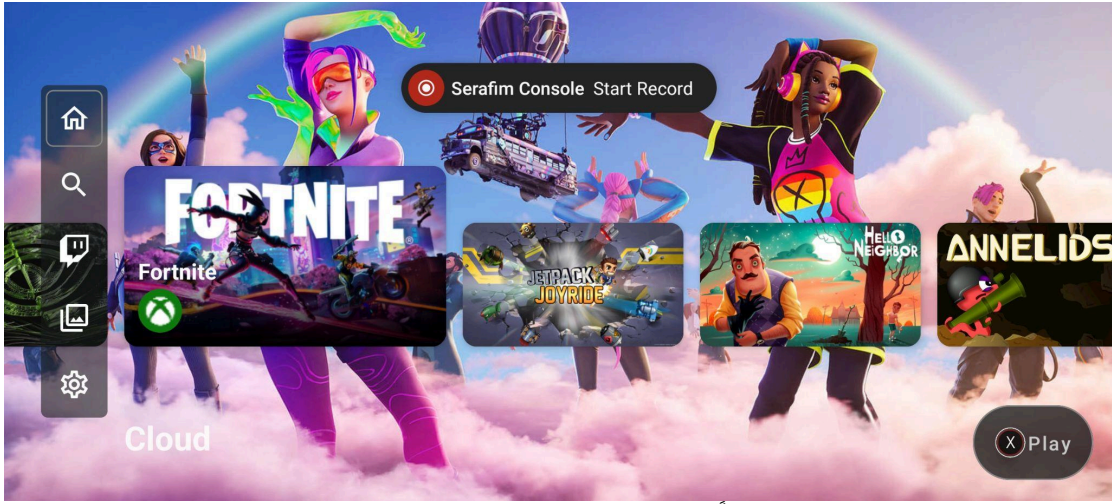 Serafim Console Start Record
FORTNITE
Fortnite
JETPACK
JOYRIDE
HELLO
NEIGHBOR
ANNELIDS
Cloud
X Play